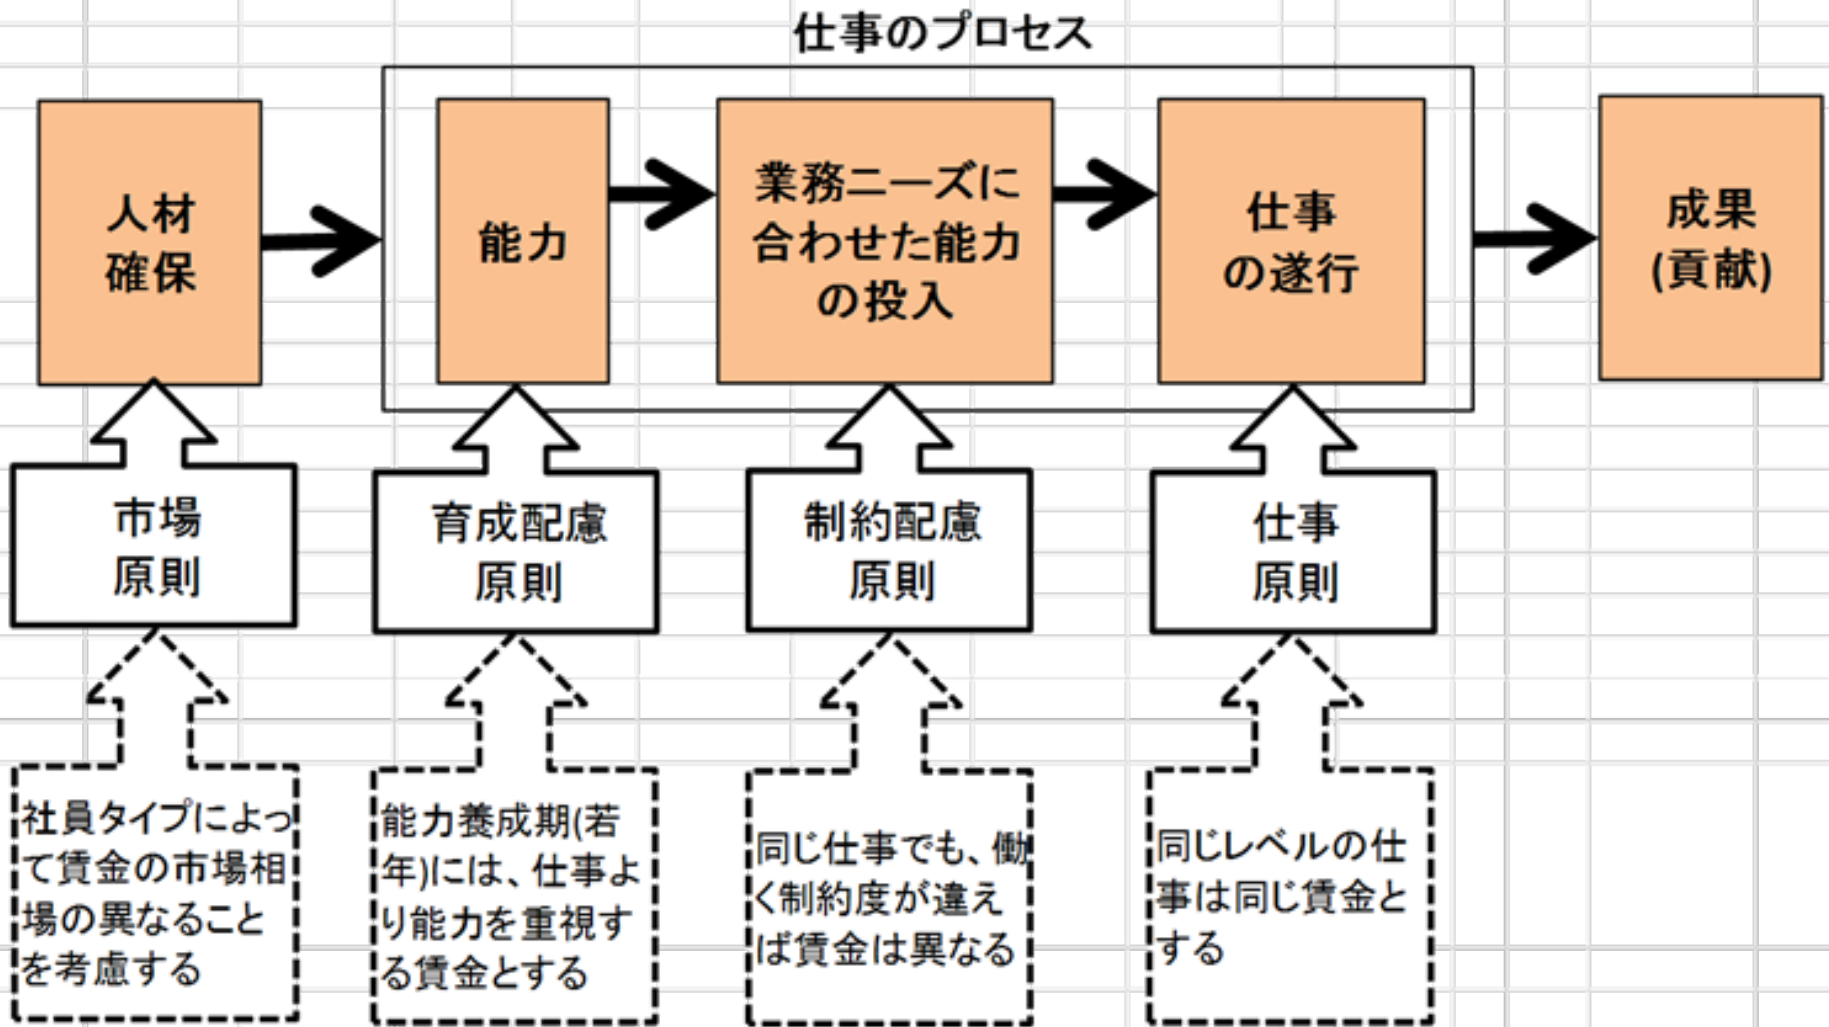 仕事のプロセス
人材
確保
能力
業務ニーズに
合わせた能力
の投入
仕事
の遂行
成果
(貢献)
市場
原則
育成配慮
原則
制約配慮
原則
仕事
原則
社員タイプによっ
て賃金の市場相
場の異なること
を考慮する
能力養成期(若
年)には、仕事よ
り能力を重視す
る賃金とする
同じ仕事でも、働
く制約度が違え
ば賃金は異なる
同じレベルの仕
事は同じ賃金と
する